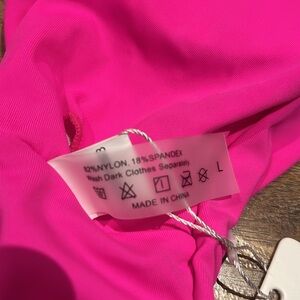 82%NYLON. 18%SPANDEX
Wash Dark Clothes Separately
L
MADE IN CHINA